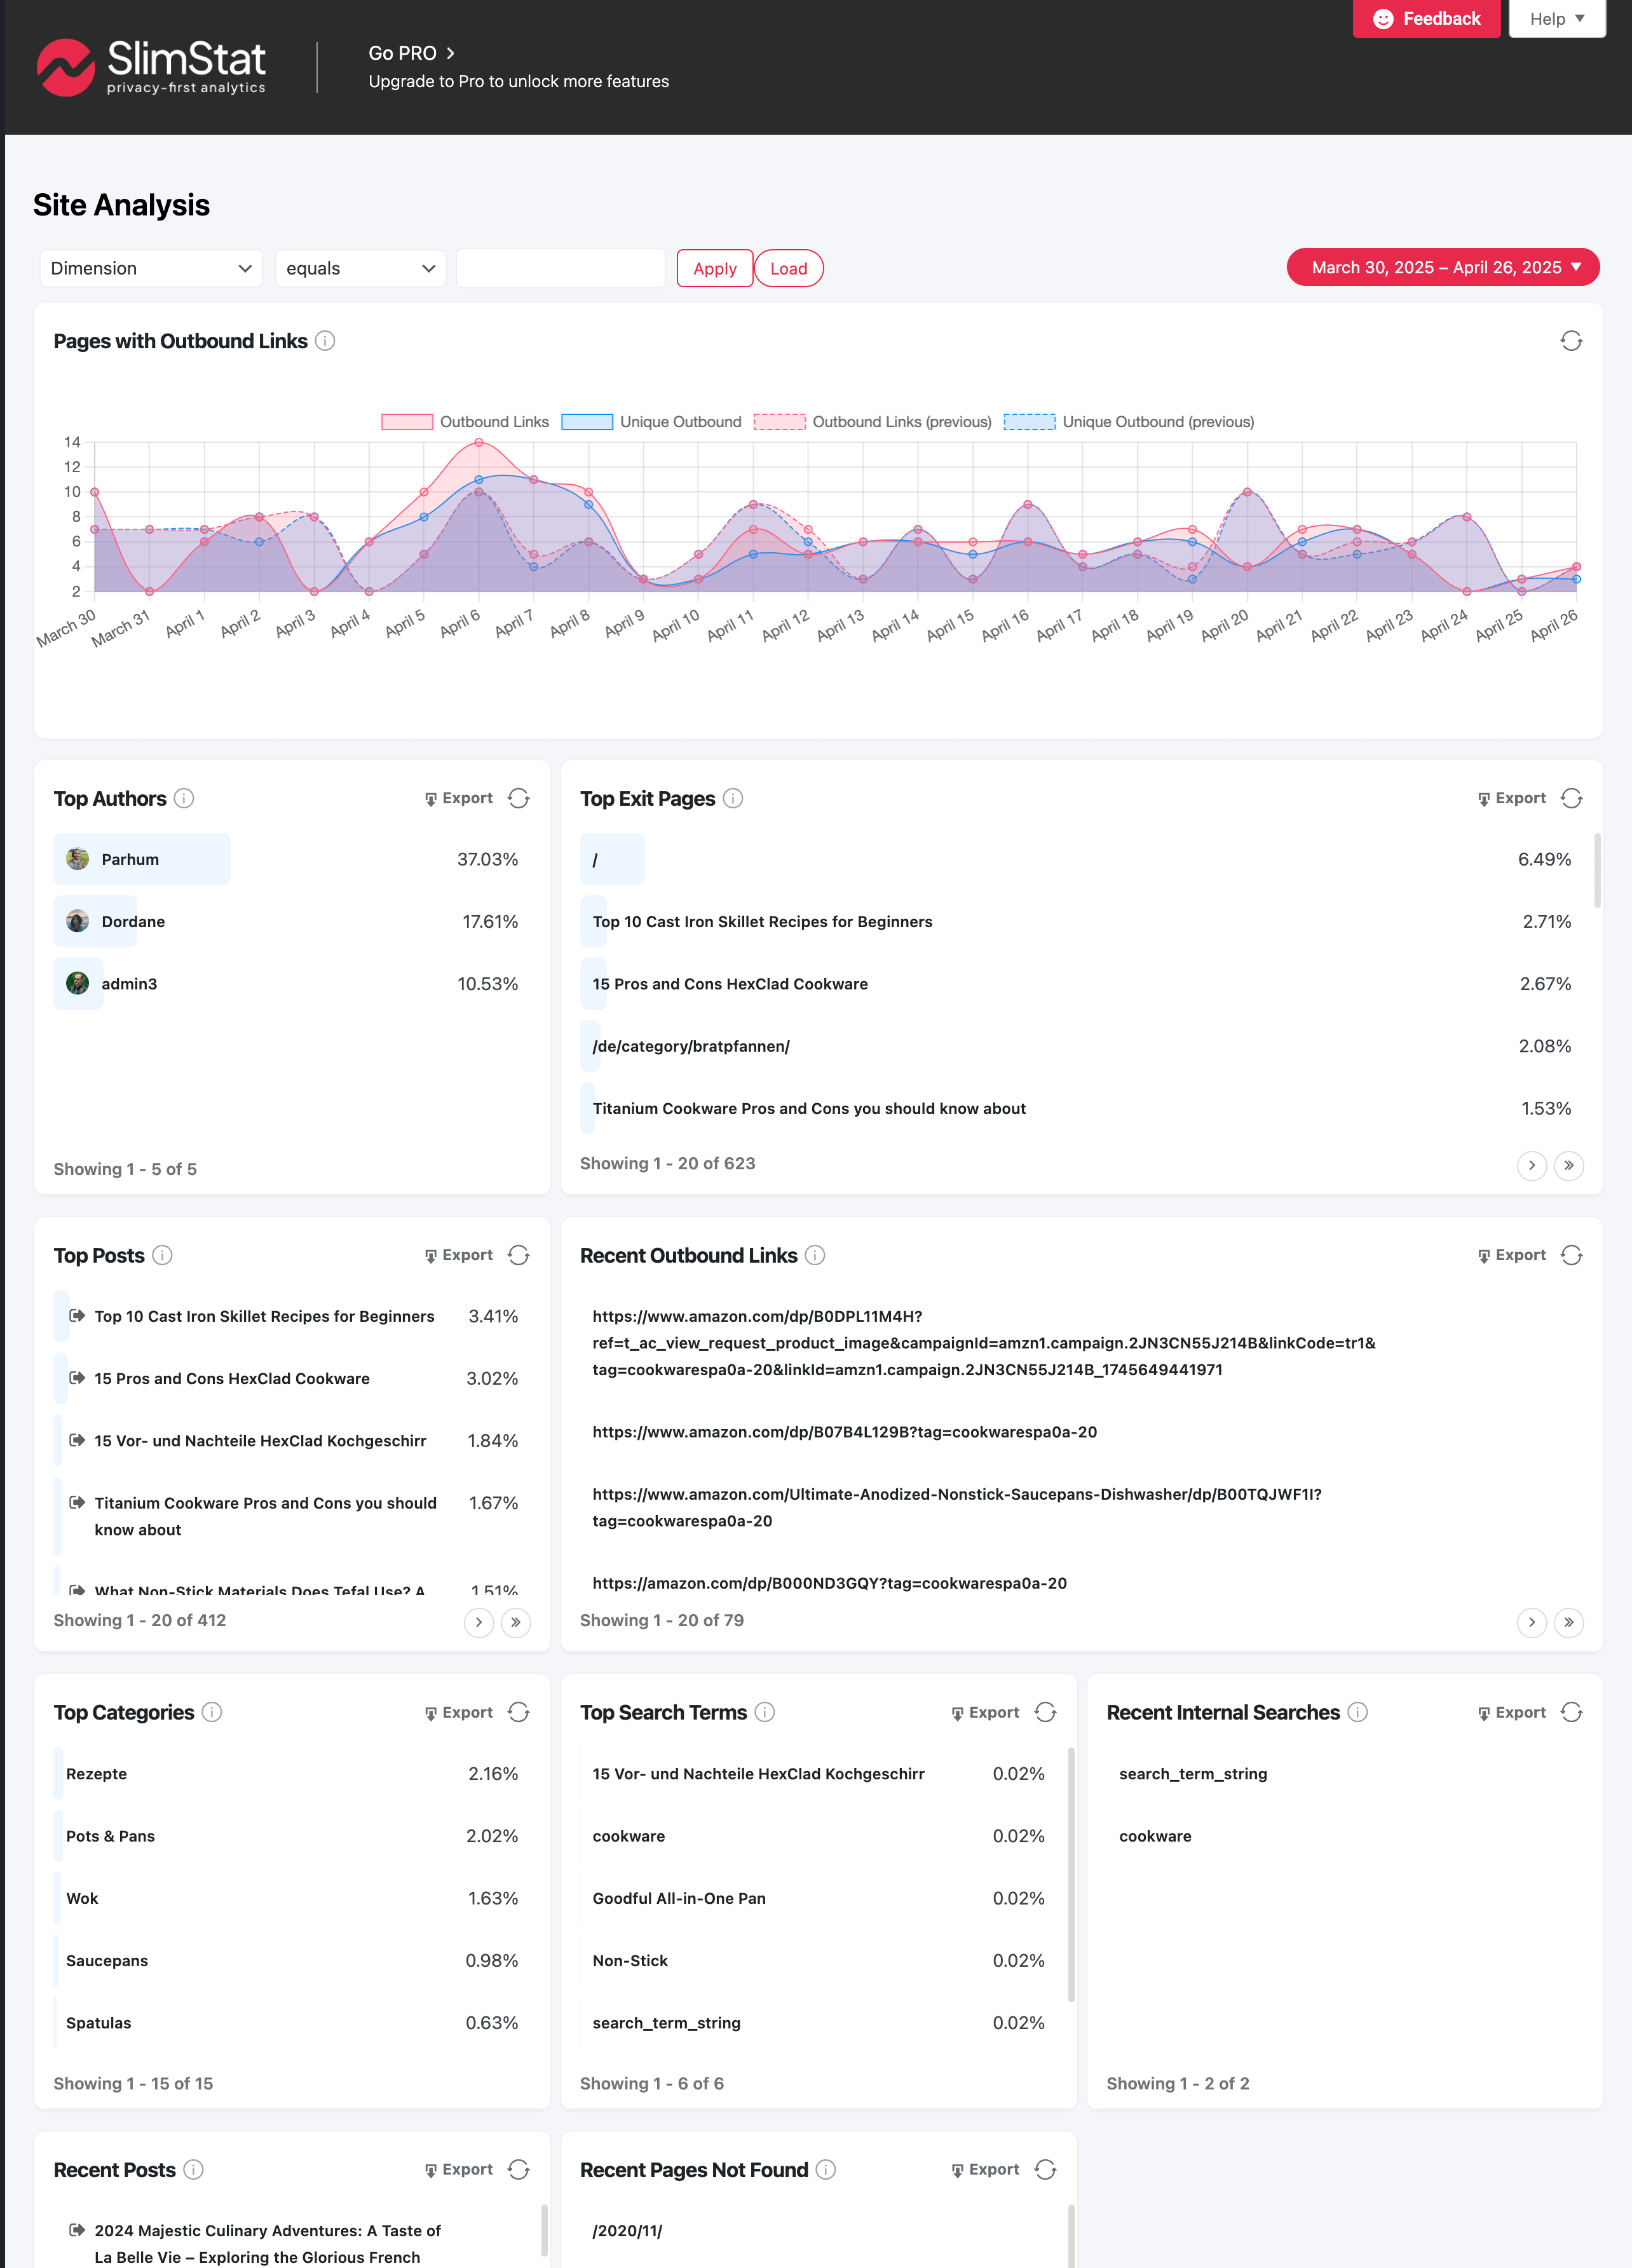 Feedback
Help
SlimStat
privacy-first analytics
Go PRO
Upgrade to Pro to unlock more features
Site Analysis
Dimension
equals
Apply
Load
March 30, 2025 – April 26, 2025
Pages with Outbound Links
Outbound Links
Unique Outbound
Outbound Links (previous)
Unique Outbound (previous)
14
12
10
8
6
4
2
March 30
March 31
April 1
April 2
April 3
April 4
April 5
April 6
April 7
April 8
April 9
April 10
April 11
April 12
April 13
April 14
April 15
April 16
April 17
April 18
April 19
April 20
April 21
April 22
April 23
April 24
April 25
April 26
Top Authors
Export
Parhum 37.03%
Dordane 17.61%
admin3 10.53%
Showing 1 - 5 of 5
Top Exit Pages
Export
/ 6.49%
Top 10 Cast Iron Skillet Recipes for Beginners 2.71%
15 Pros and Cons HexClad Cookware 2.67%
/de/category/bratpfannen/ 2.08%
Titanium Cookware Pros and Cons you should know about 1.53%
Showing 1 - 20 of 623
Top Posts
Export
Top 10 Cast Iron Skillet Recipes for Beginners 3.41%
15 Pros and Cons HexClad Cookware 3.02%
15 Vor- und Nachteile HexClad Kochgeschirr 1.84%
Titanium Cookware Pros and Cons you should 1.67%
know about
What Non-Stick Materials Does Tefal Use? A 1.51%
Showing 1 - 20 of 412
Recent Outbound Links
Export
https://www.amazon.com/dp/B0DPL11M4H?
ref=t_ac_view_request_product_image&campaignId=amzn1.campaign.2JN3CN55J214B&linkCode=tr1&
tag=cookwarespa0a-20&linkId=amzn1.campaign.2JN3CN55J214B_1745649441971
https://www.amazon.com/dp/B07B4L129B?tag=cookwarespa0a-20
https://www.amazon.com/Ultimate-Anodized-Nonstick-Saucepans-Dishwasher/dp/B00TQJWF1I?
tag=cookwarespa0a-20
https://amazon.com/dp/B000ND3GQY?tag=cookwarespa0a-20
Showing 1 - 20 of 79
Top Categories
Export
Rezepte 2.16%
Pots & Pans 2.02%
Wok 1.63%
Saucepans 0.98%
Spatulas 0.63%
Showing 1 - 15 of 15
Top Search Terms
Export
15 Vor- und Nachteile HexClad Kochgeschirr 0.02%
cookware 0.02%
Goodful All-in-One Pan 0.02%
Non-Stick 0.02%
search_term_string 0.02%
Showing 1 - 6 of 6
Recent Internal Searches
Export
search_term_string
cookware
Showing 1 - 2 of 2
Recent Posts
Export
2024 Majestic Culinary Adventures: A Taste of
La Belle Vie – Exploring the Glorious French
Recent Pages Not Found
Export
/2020/11/